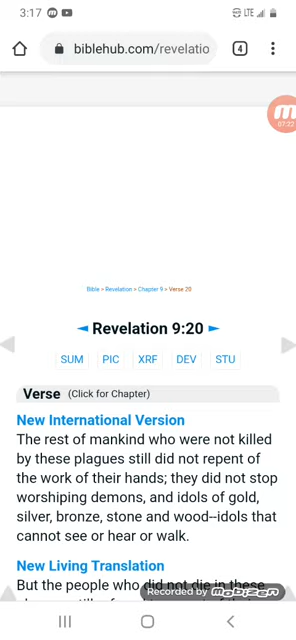 3:17
LTE
biblehub.com/revelatio
4
07:22
Bible » Revelation » Chapter 9 » Verse 20
◄ Revelation 9:20 ►
SUM PIC XRF DEV STU
Verse (Click for Chapter)
New International Version
The rest of mankind who were not killed
by these plagues still did not repent of
the work of their hands; they did not stop
worshiping demons, and idols of gold,
silver, bronze, stone and wood--idols that
cannot see or hear or walk.
New Living Translation
But the people who did not die in these
Recorded by mobizen